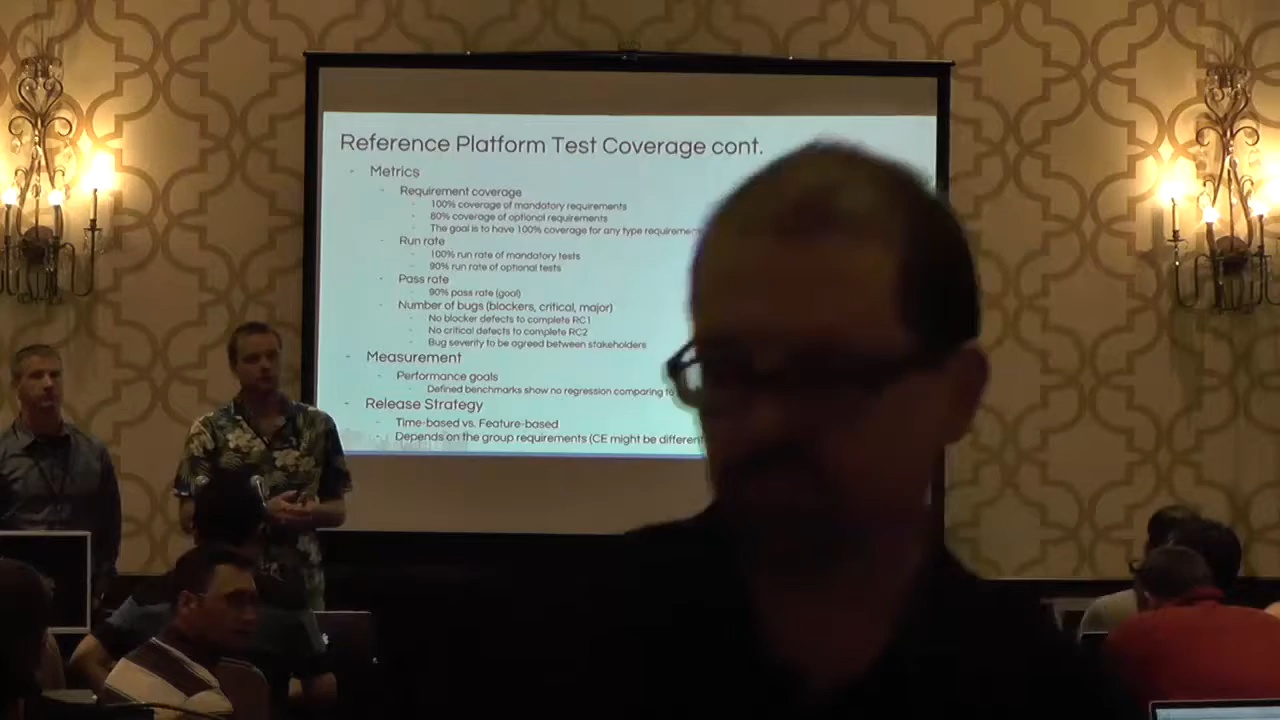 Reference Platform Test Coverage cont.
- Metrics
- Requirement coverage
- 100% coverage of mandatory requirements
- 80% coverage of optional requirements
- The goal is to have 100% coverage for any type
- Run rate
- 100% run rate of mandatory tests
- 90% run rate of optional tests
- Pass rate
- 90% pass rate (goal)
- Number of bugs (blockers, critical, major)
- No blocker defects to complete RC1
- No critical defects to complete RC2
- Bug severity to be agreed between stakeholders
- Measurement
- Performance goals
- Defined benchmarks show no regression comparing to
- Release Strategy
- Time-based vs. Feature-based
- Depends on the group requirements (CE might be different